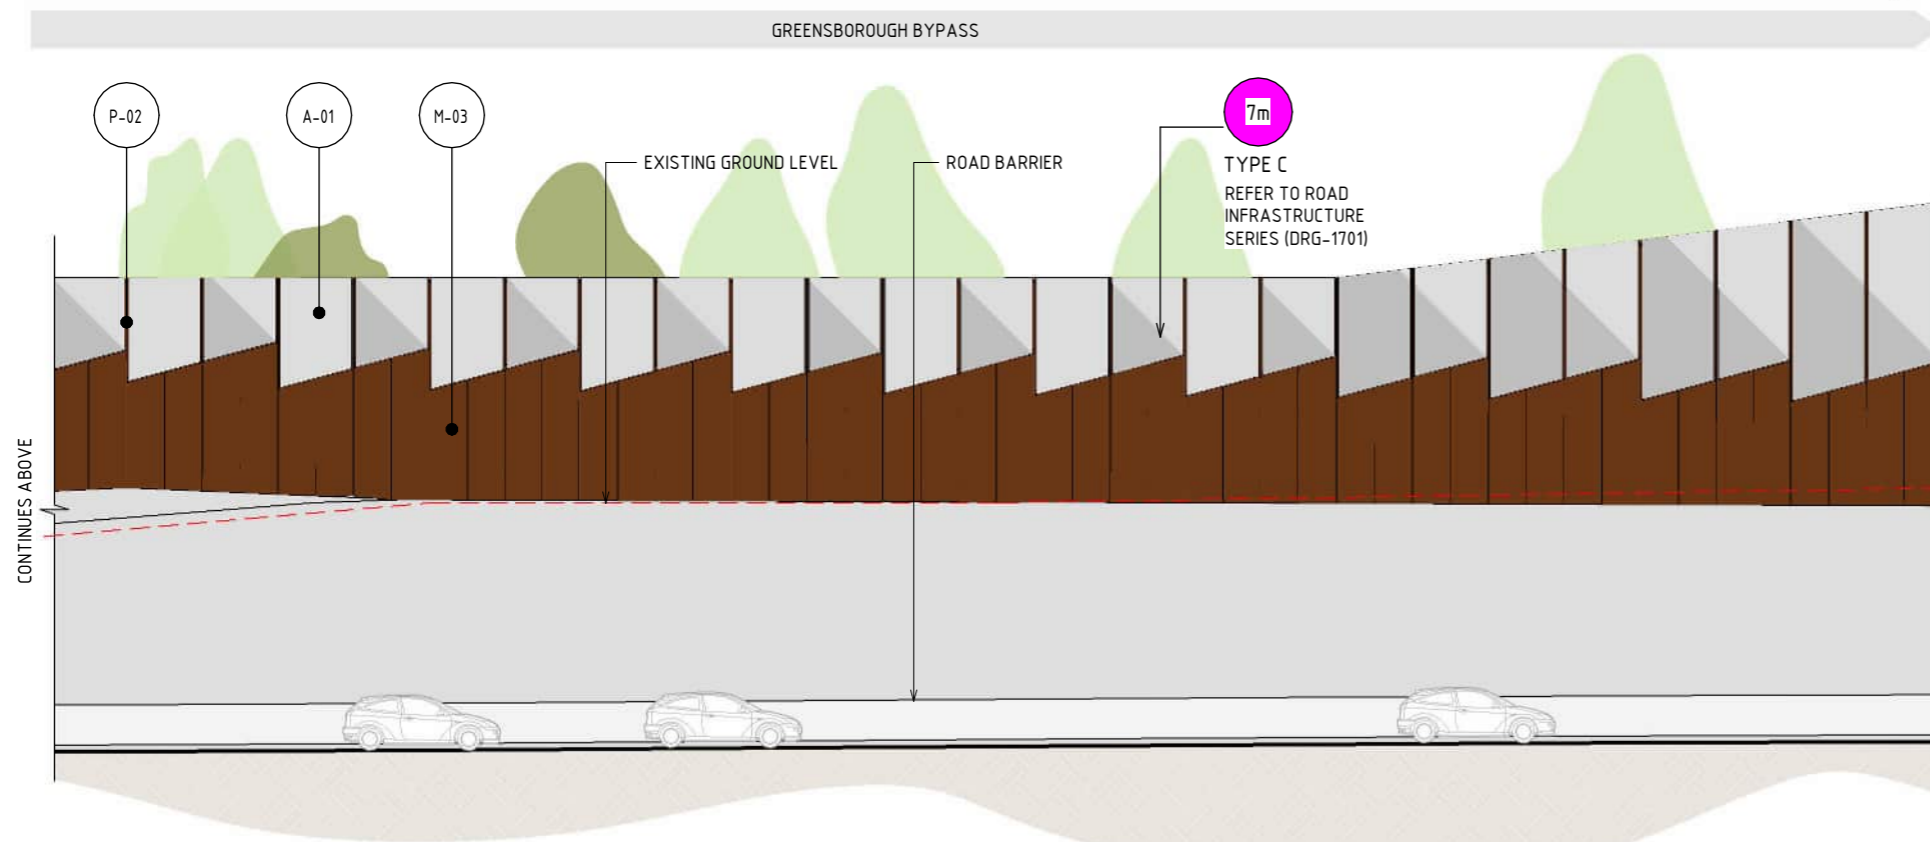 GREENSBOROUGH BYPASS
P-02
A-01
M-03
7m
EXISTING GROUND LEVEL
ROAD BARRIER
TYPE C
REFER TO ROAD
INFRASTRUCTURE
SERIES (DRG-1701)
CONTINUES ABOVE